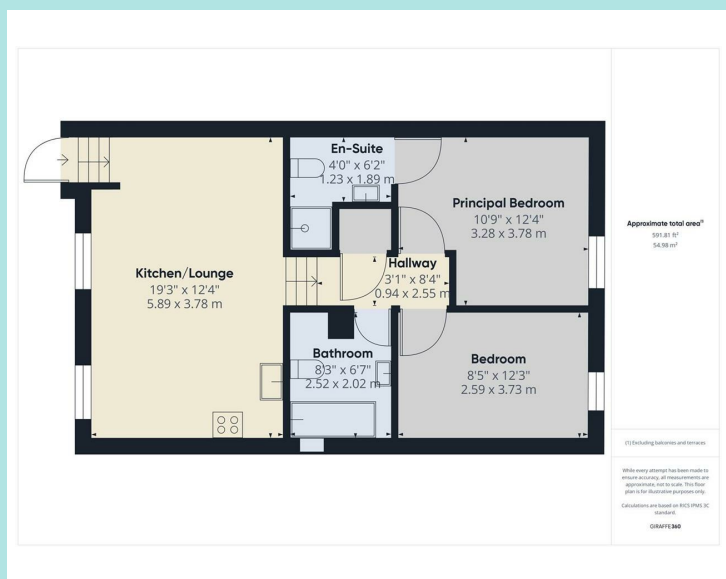 En-Suite
4'0" x 6'2"
1.23 x 1.89 m
Principal Bedroom
10'9" x 12'4"
3.28 x 3.78 m
Kitchen/Lounge
19'3" x 12'4"
5.89 x 3.78 m
Hallway
3'1" x 8'4"
0.94 x 2.55 m
Bathroom
8'3" x 6'7"
2.52 x 2.02 m
Bedroom
8'5" x 12'3"
2.59 x 3.73 m
Approximate total area⁽¹⁾
591.81 ft²
54.98 m²
(1) Excluding balconies and terraces
While every attempt has been made to
ensure accuracy, all measurements are
approximate, not to scale. This floor
plan is for illustrative purposes only.
Calculations are based on RICS IPMS 3C
standard.
GIRAFFE360